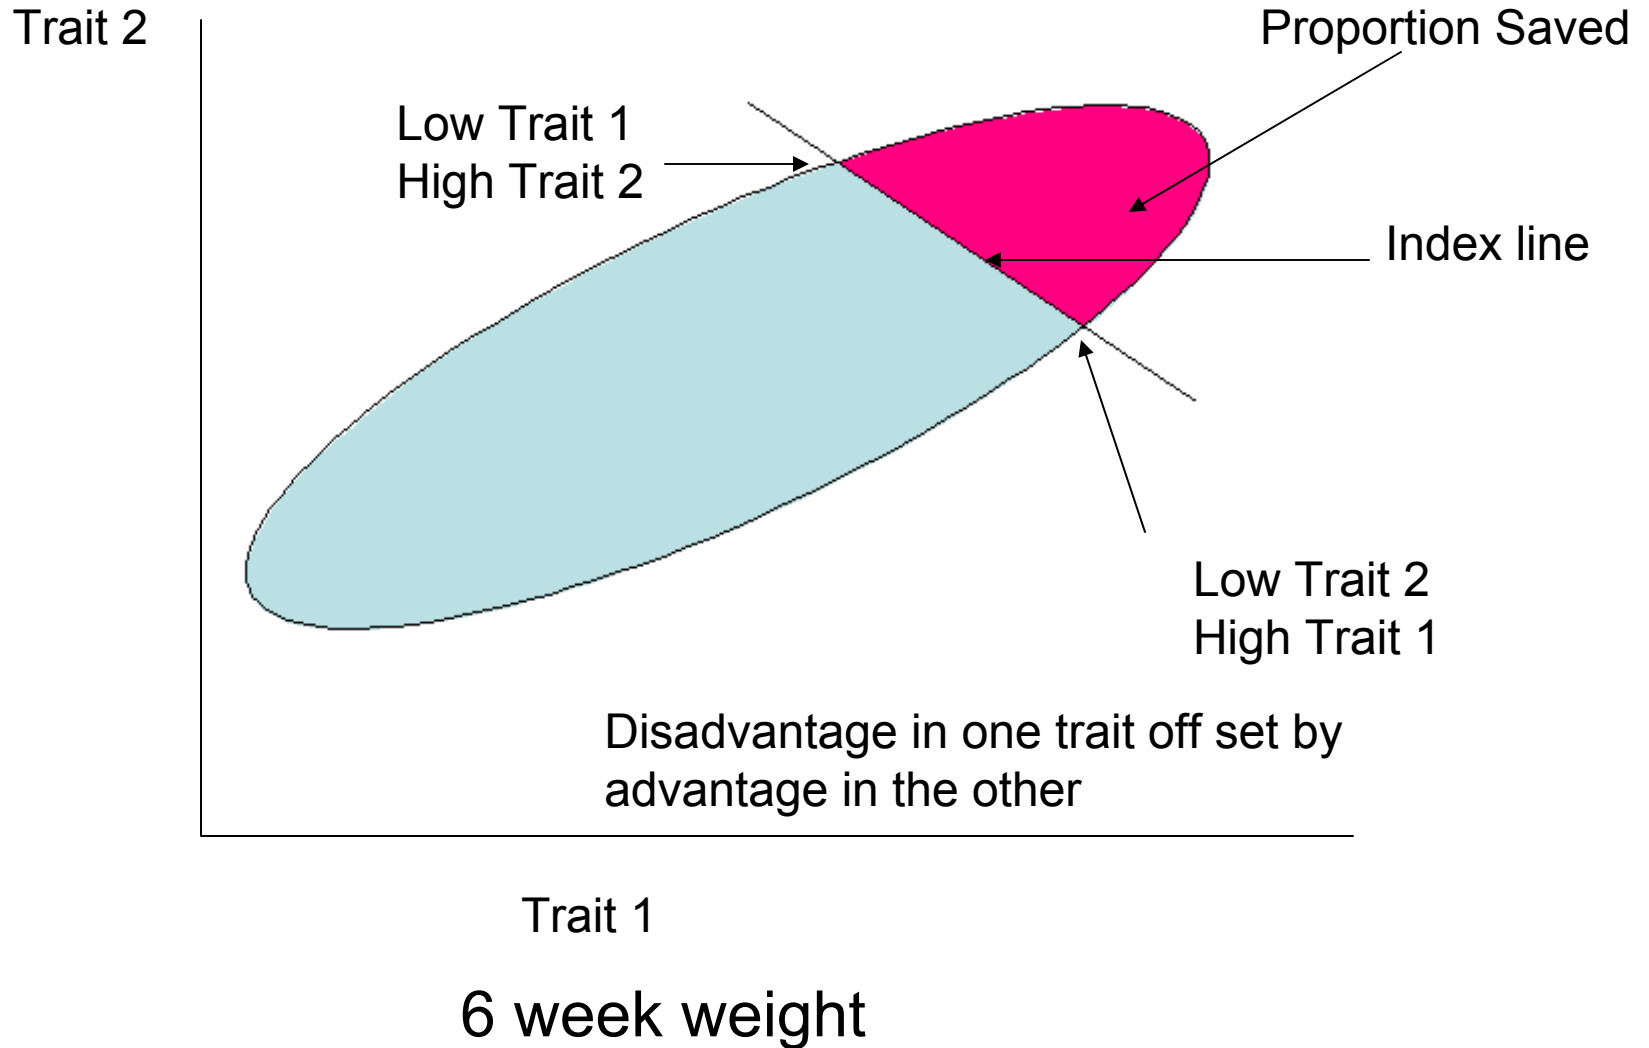 Trait 2
Proportion Saved
Low Trait 1
High Trait 2
Index line
Low Trait 2
High Trait 1
Disadvantage in one trait off set by
advantage in the other
Trait 1
6 week weight